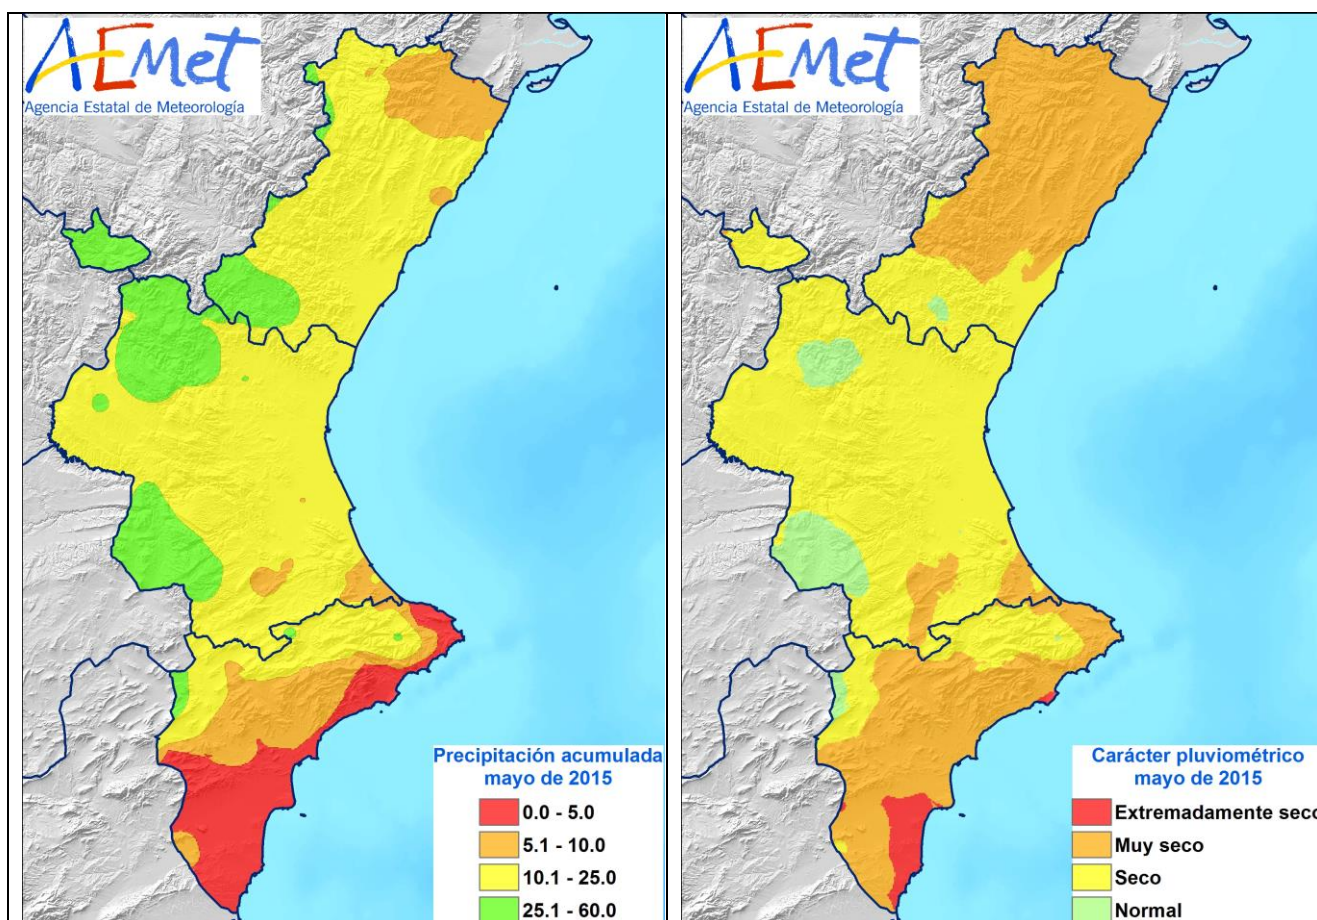 AEMet
Agencia Estatal de Meteorología
Precipitación acumulada
mayo de 2015
0.0 - 5.0
5.1 - 10.0
10.1 - 25.0
25.1 - 60.0
AEMet
Agencia Estatal de Meteorología
Carácter pluviométrico
mayo de 2015
Extremadamente seco
Muy seco
Seco
Normal